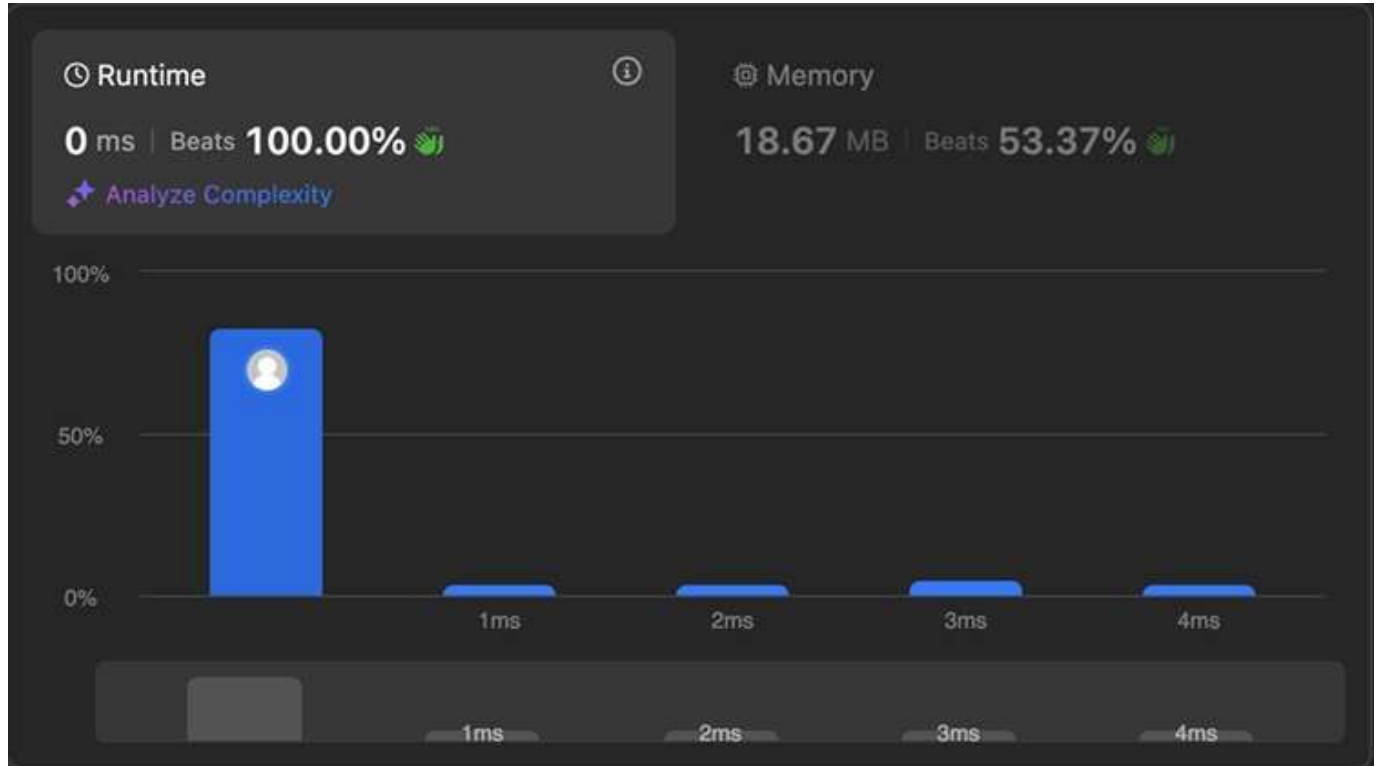 Runtime
0 ms | Beats 100.00%
Analyze Complexity
Memory
18.67 MB | Beats 53.37%
100%
50%
0%
1ms 2ms 3ms 4ms
1ms 2ms 3ms 4ms